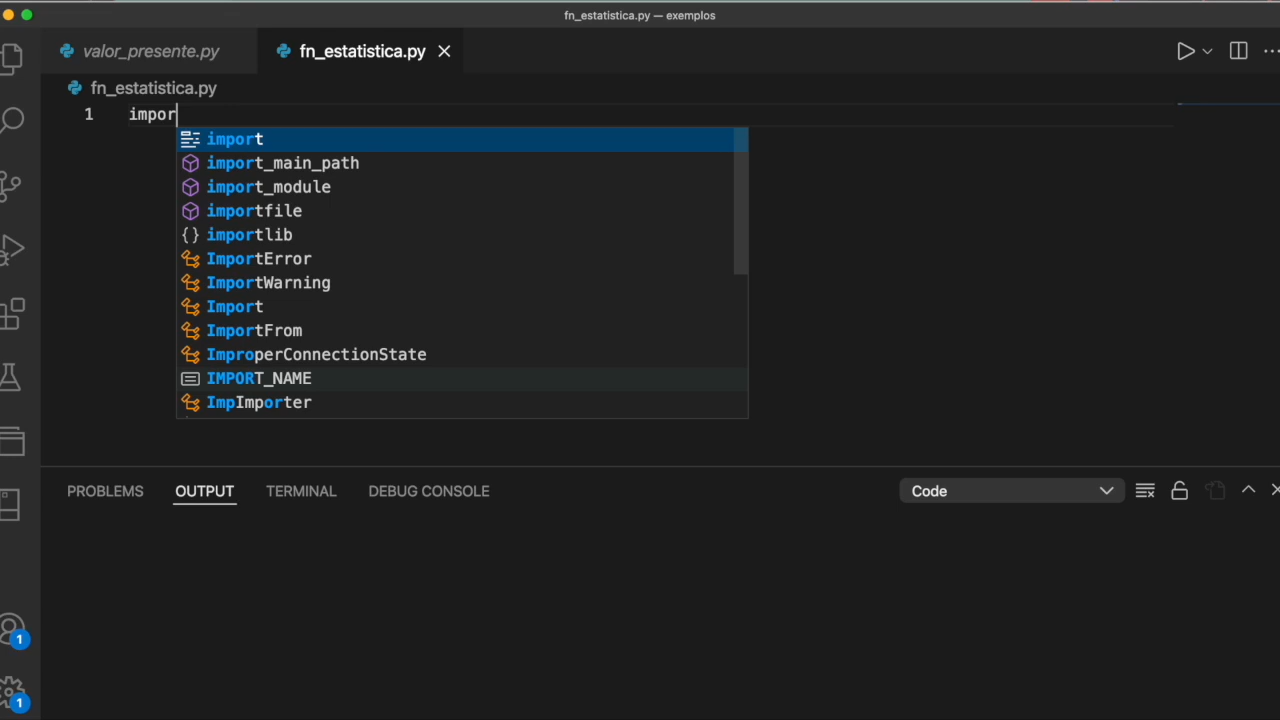 fn_estatistica.py — exemplos
valor_presente.py
fn_estatistica.py
fn_estatistica.py
1 impor
import
import_main_path
import_module
importfile
importlib
ImportError
ImportWarning
Import
ImportFrom
ImproperConnectionState
IMPORT_NAME
ImpImporter
PROBLEMS OUTPUT TERMINAL DEBUG CONSOLE Code
1
1